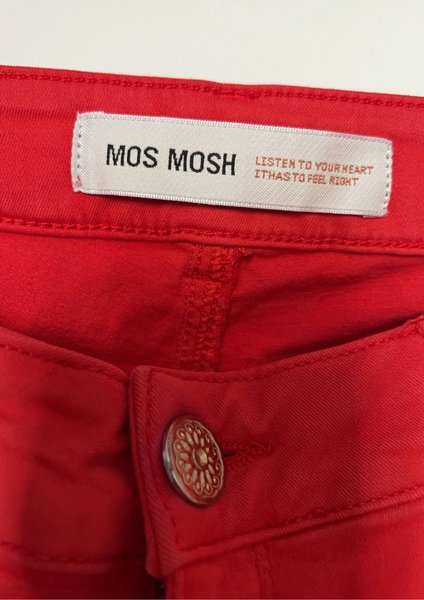 MOS MOSH
LISTEN TO YOUR HEART
IT HAS TO FEEL RIGHT